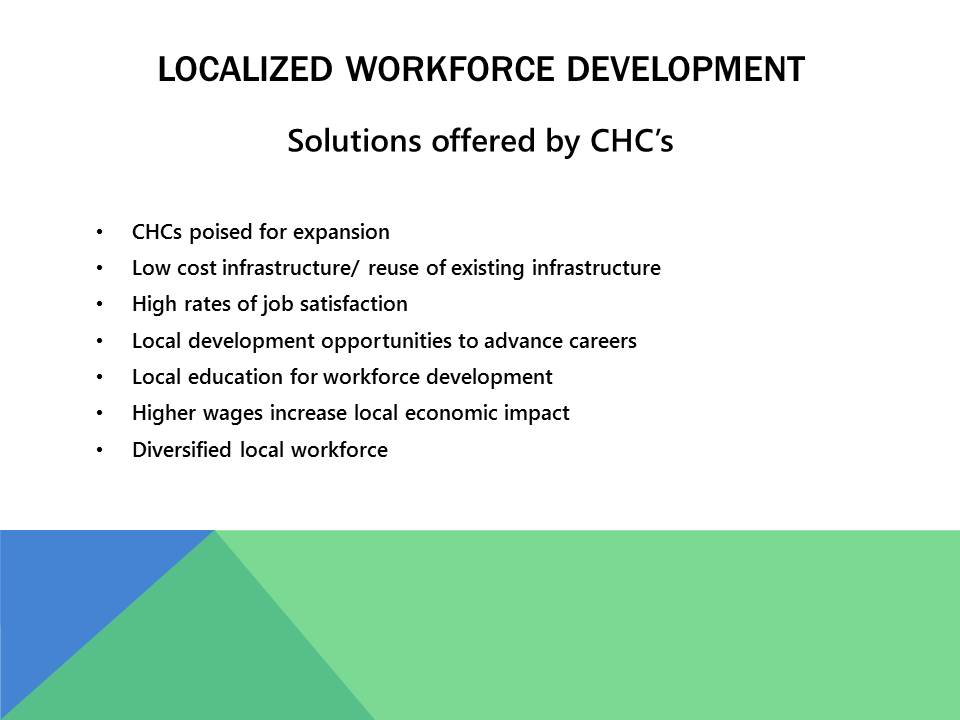 LOCALIZED WORKFORCE DEVELOPMENT
Solutions offered by CHC’s
• CHCs poised for expansion
• Low cost infrastructure/ reuse of existing infrastructure
• High rates of job satisfaction
• Local development opportunities to advance careers
• Local education for workforce development
• Higher wages increase local economic impact
• Diversified local workforce